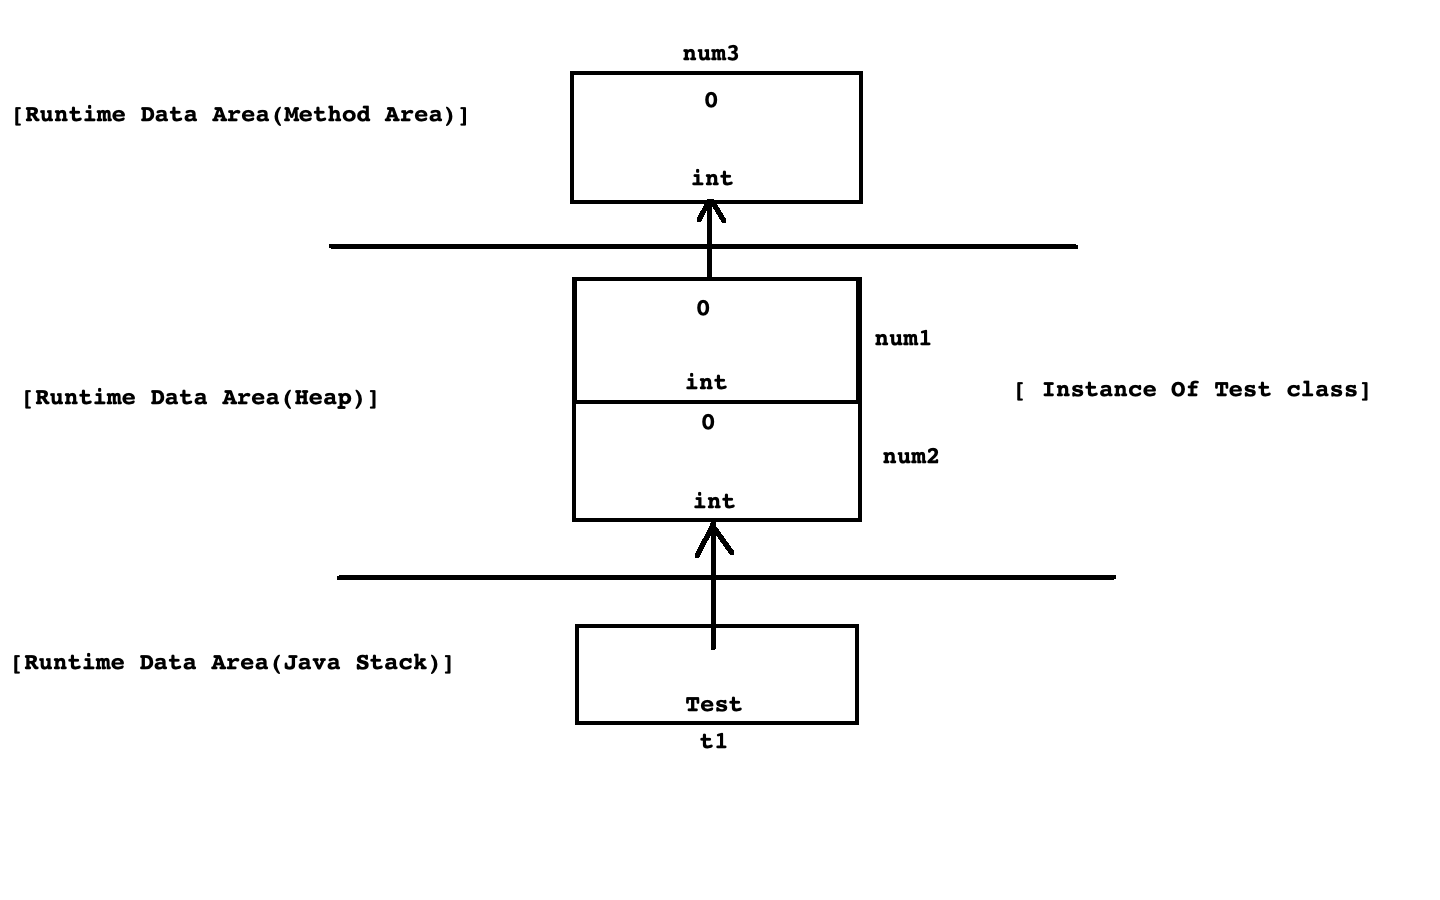 num3
[Runtime Data Area(Method Area)]
0
int
0
num1
int
[Runtime Data Area(Heap)]
[ Instance Of Test class]
0
num2
int
[Runtime Data Area(Java Stack)]
Test
t1